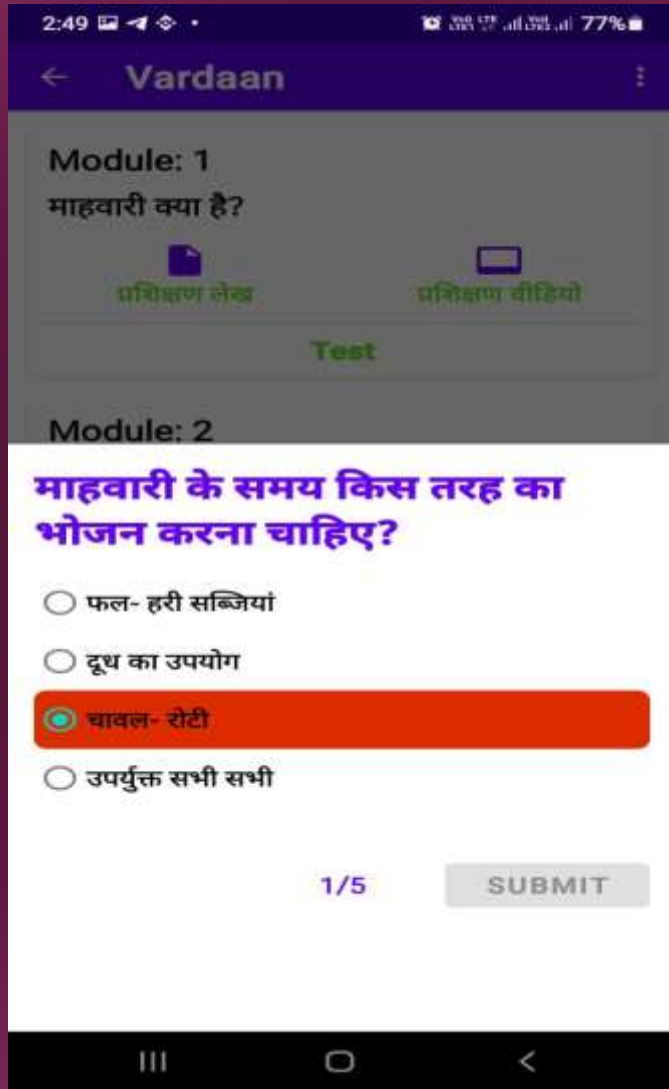 2:49
77%
Vardaan
Module: 1
माहवारी क्या है?
प्रशिक्षण लेख
प्रशिक्षण वीडियो
Test
Module: 2
माहवारी के समय किस तरह का
भोजन करना चाहिए?
फल- हरी सब्जियां
दूध का उपयोग
चावल- रोटी
उपर्युक्त सभी सभी
1/5
SUBMIT